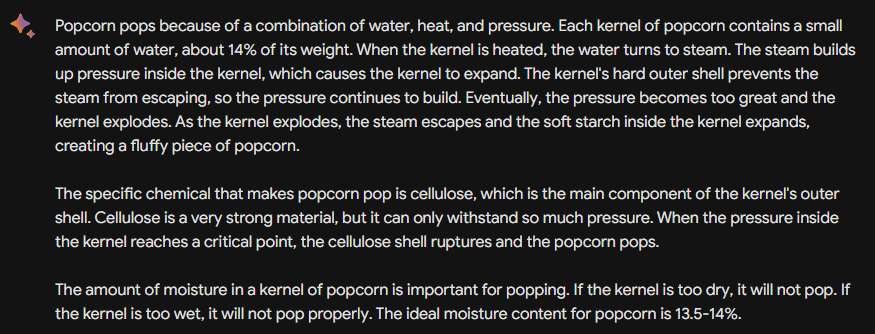 Popcorn pops because of a combination of water, heat, and pressure. Each kernel of popcorn contains a small
amount of water, about 14% of its weight. When the kernel is heated, the water turns to steam. The steam builds
up pressure inside the kernel, which causes the kernel to expand. The kernel's hard outer shell prevents the
steam from escaping, so the pressure continues to build. Eventually, the pressure becomes too great and the
kernel explodes. As the kernel explodes, the steam escapes and the soft starch inside the kernel expands,
creating a fluffy piece of popcorn.
The specific chemical that makes popcorn pop is cellulose, which is the main component of the kernel's outer
shell. Cellulose is a very strong material, but it can only withstand so much pressure. When the pressure inside
the kernel reaches a critical point, the cellulose shell ruptures and the popcorn pops.
The amount of moisture in a kernel of popcorn is important for popping. If the kernel is too dry, it will not pop. If
the kernel is too wet, it will not pop properly. The ideal moisture content for popcorn is 13.5-14%.